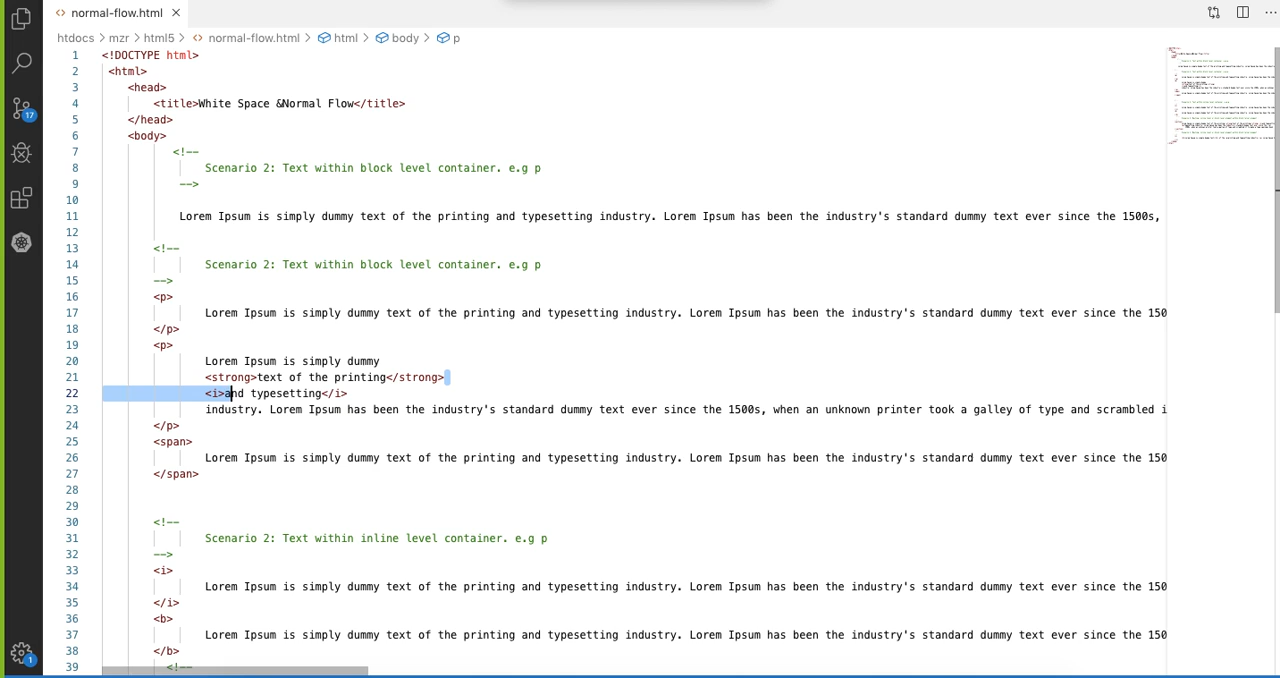 normal-flow.html ×
htdocs > mzr > html5 > normal-flow.html > html > body > p
1 <!DOCTYPE html>
2 <html>
3 <head>
4 <title>White Space &Normal Flow</title>
5 </head>
6 <body>
7 <!--
8 Scenario 2: Text within block level container. e.g p
9 -->
10
11 Lorem Ipsum is simply dummy text of the printing and typesetting industry. Lorem Ipsum has been the industry's standard dummy text ever since the 1500s,
12
13 <!--
14 Scenario 2: Text within block level container. e.g p
15 -->
16 <p>
17 Lorem Ipsum is simply dummy text of the printing and typesetting industry. Lorem Ipsum has been the industry's standard dummy text ever since the 150
18 </p>
19 <p>
20 Lorem Ipsum is simply dummy
21 <strong>text of the printing</strong>
22 <i>and typesetting</i>
23 industry. Lorem Ipsum has been the industry's standard dummy text ever since the 1500s, when an unknown printer took a galley of type and scrambled i
24 </p>
25 <span>
26 Lorem Ipsum is simply dummy text of the printing and typesetting industry. Lorem Ipsum has been the industry's standard dummy text ever since the 150
27 </span>
28
29
30 <!--
31 Scenario 2: Text within inline level container. e.g p
32 -->
33 <i>
34 Lorem Ipsum is simply dummy text of the printing and typesetting industry. Lorem Ipsum has been the industry's standard dummy text ever since the 150
35 </i>
36 <b>
37 Lorem Ipsum is simply dummy text of the printing and typesetting industry. Lorem Ipsum has been the industry's standard dummy text ever since the 150
38 </b>
39 <!--
17
1